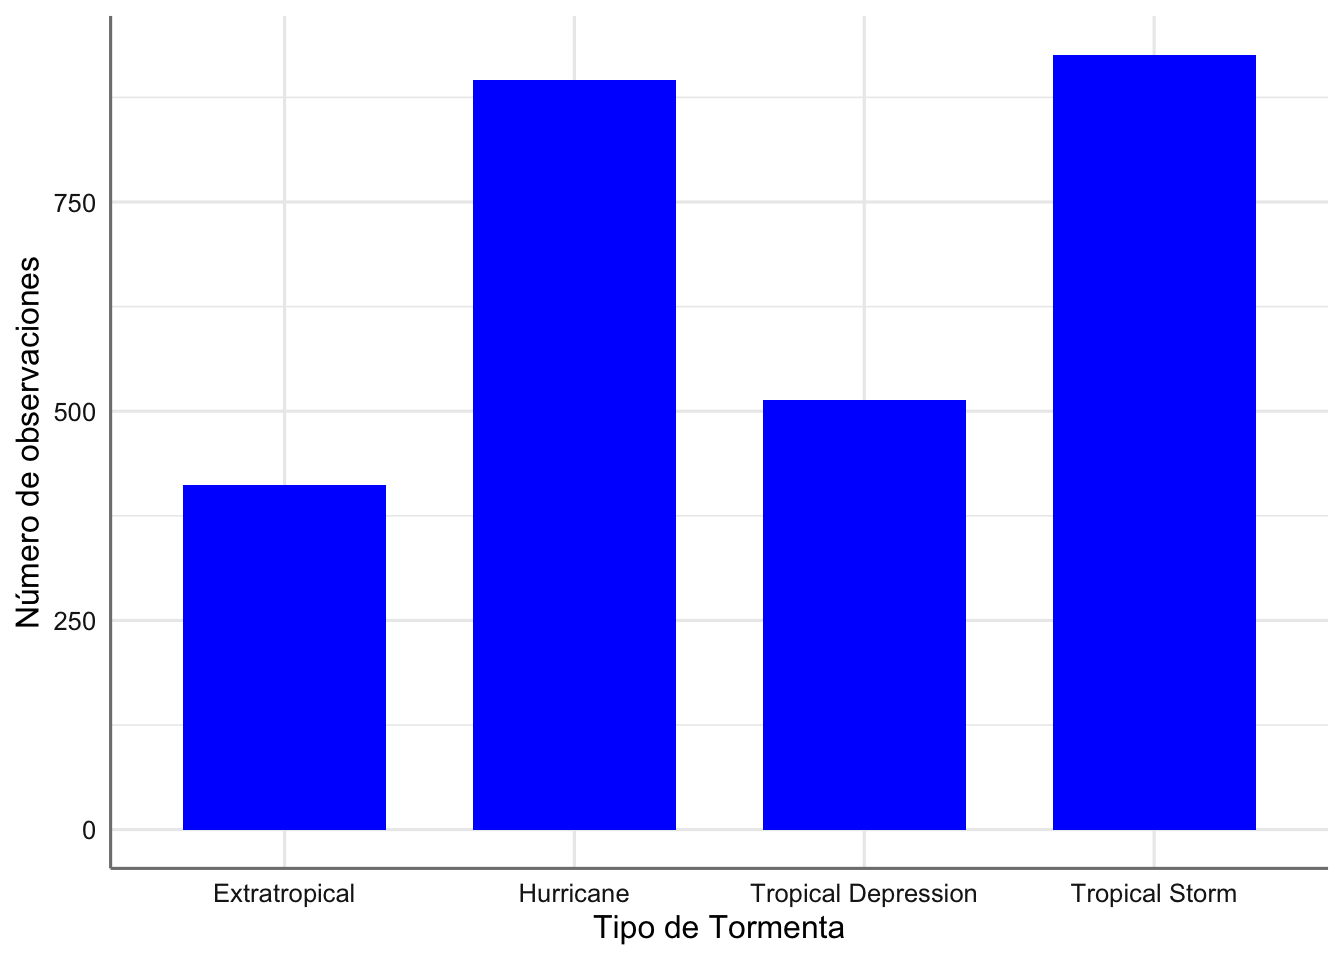 Número de observaciones
750
500
250
0
Extratropical
Hurricane
Tropical Depression
Tropical Storm
Tipo de Tormenta